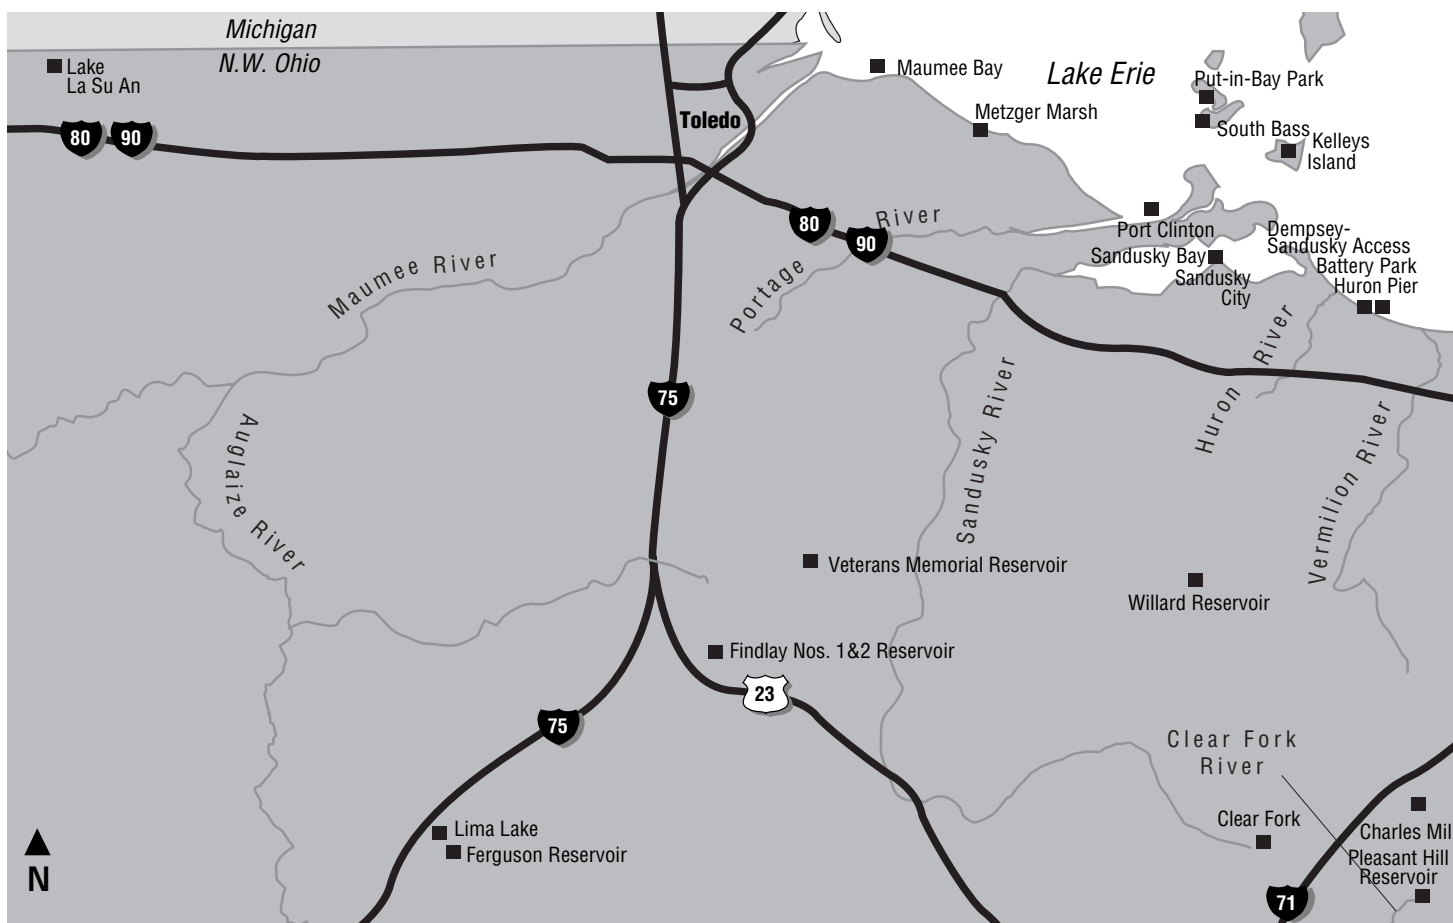 Michigan
N.W. Ohio
Lake
La Su An
80
90
Toledo
Maumee Bay
Lake Erie
Metzger Marsh
Put-in-Bay Park
South Bass
Kelleys
Island
80
90
River
Portage
Port Clinton
Sandusky Bay
Sandusky
City
Dempsey-
Sandusky Access
Battery Park
Huron Pier
Maumee River
75
Auglaize River
Sandusky River
Huron River
Vermilion River
Veterans Memorial Reservoir
Willard Reservoir
Findlay Nos. 1&2 Reservoir
23
75
Clear Fork
River
Lima Lake
Ferguson Reservoir
Clear Fork
Charles Mil
Pleasant Hill
Reservoir
71
N